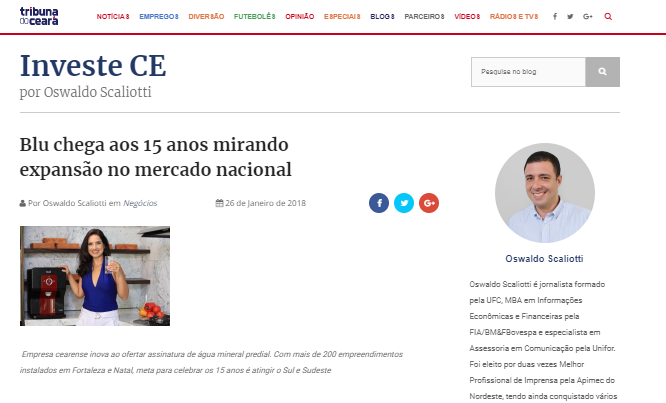 tribuna
do ceará
NOTÍCIAS EMPREGOS DIVERSÃO FUTEBOLÊS OPINIÃO ESPECIAIS BLOGS PARCEIROS VÍDEOS RÁDIOS E TVS
Investe CE
por Oswaldo Scaliotti
Pesquise no blog
Blu chega aos 15 anos mirando
expansão no mercado nacional
Por Oswaldo Scaliotti em Negócios
26 de Janeiro de 2018
Empresa cearense inova ao ofertar assinatura de água mineral predial. Com mais de 200 empreendimentos
instalados em Fortaleza e Natal, meta para celebrar os 15 anos é atingir o Sul e Sudeste
Oswaldo Scaliotti
Oswaldo Scaliotti é jornalista formado
pela UFC, MBA em Informações
Econômicas e Financeiras pela
FIA/BM&FBovespa e especialista em
Assessoria em Comunicação pela Unifor.
Foi eleito por duas vezes Melhor
Profissional de Imprensa pela Apimec do
Nordeste, tendo ainda conquistado vários